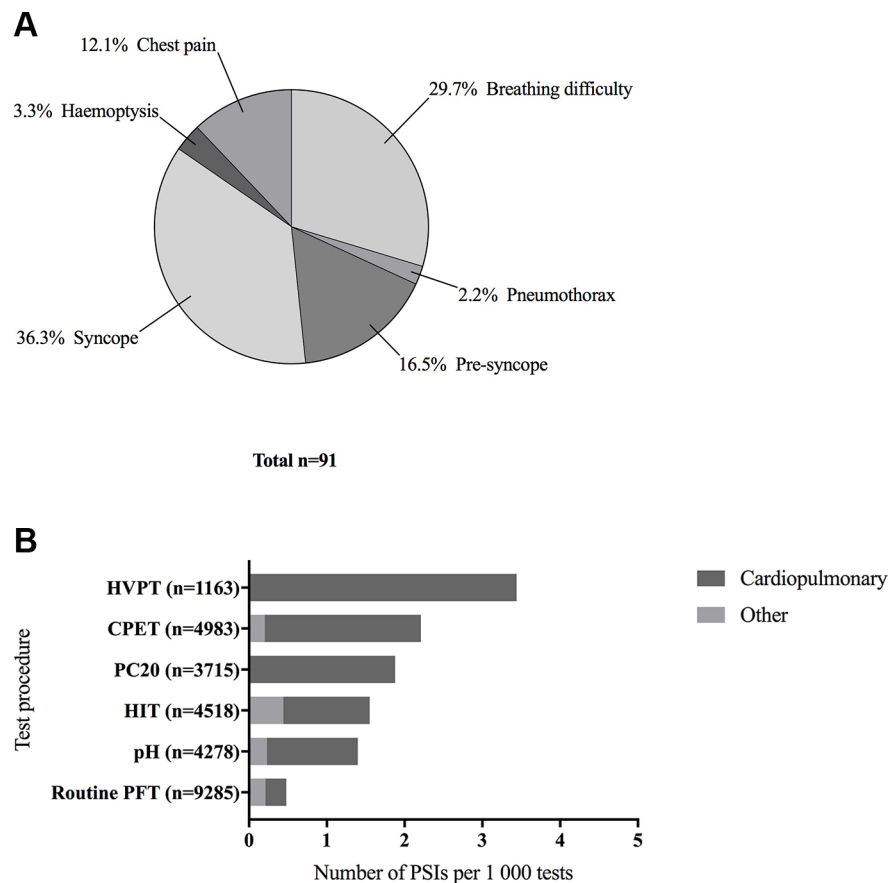 A
12.1% Chest pain
29.7% Breathing difficulty
3.3% Haemoptysis
2.2% Pneumothorax
36.3% Syncope
16.5% Pre-syncope
Total n=91
B
Test procedure
HVPT (n=1163)
CPET (n=4983)
PC20 (n=3715)
HIT (n=4518)
pH (n=4278)
Routine PFT (n=9285)
0 1 2 3 4 5
Number of PSIs per 1 000 tests
Cardiopulmonary
Other